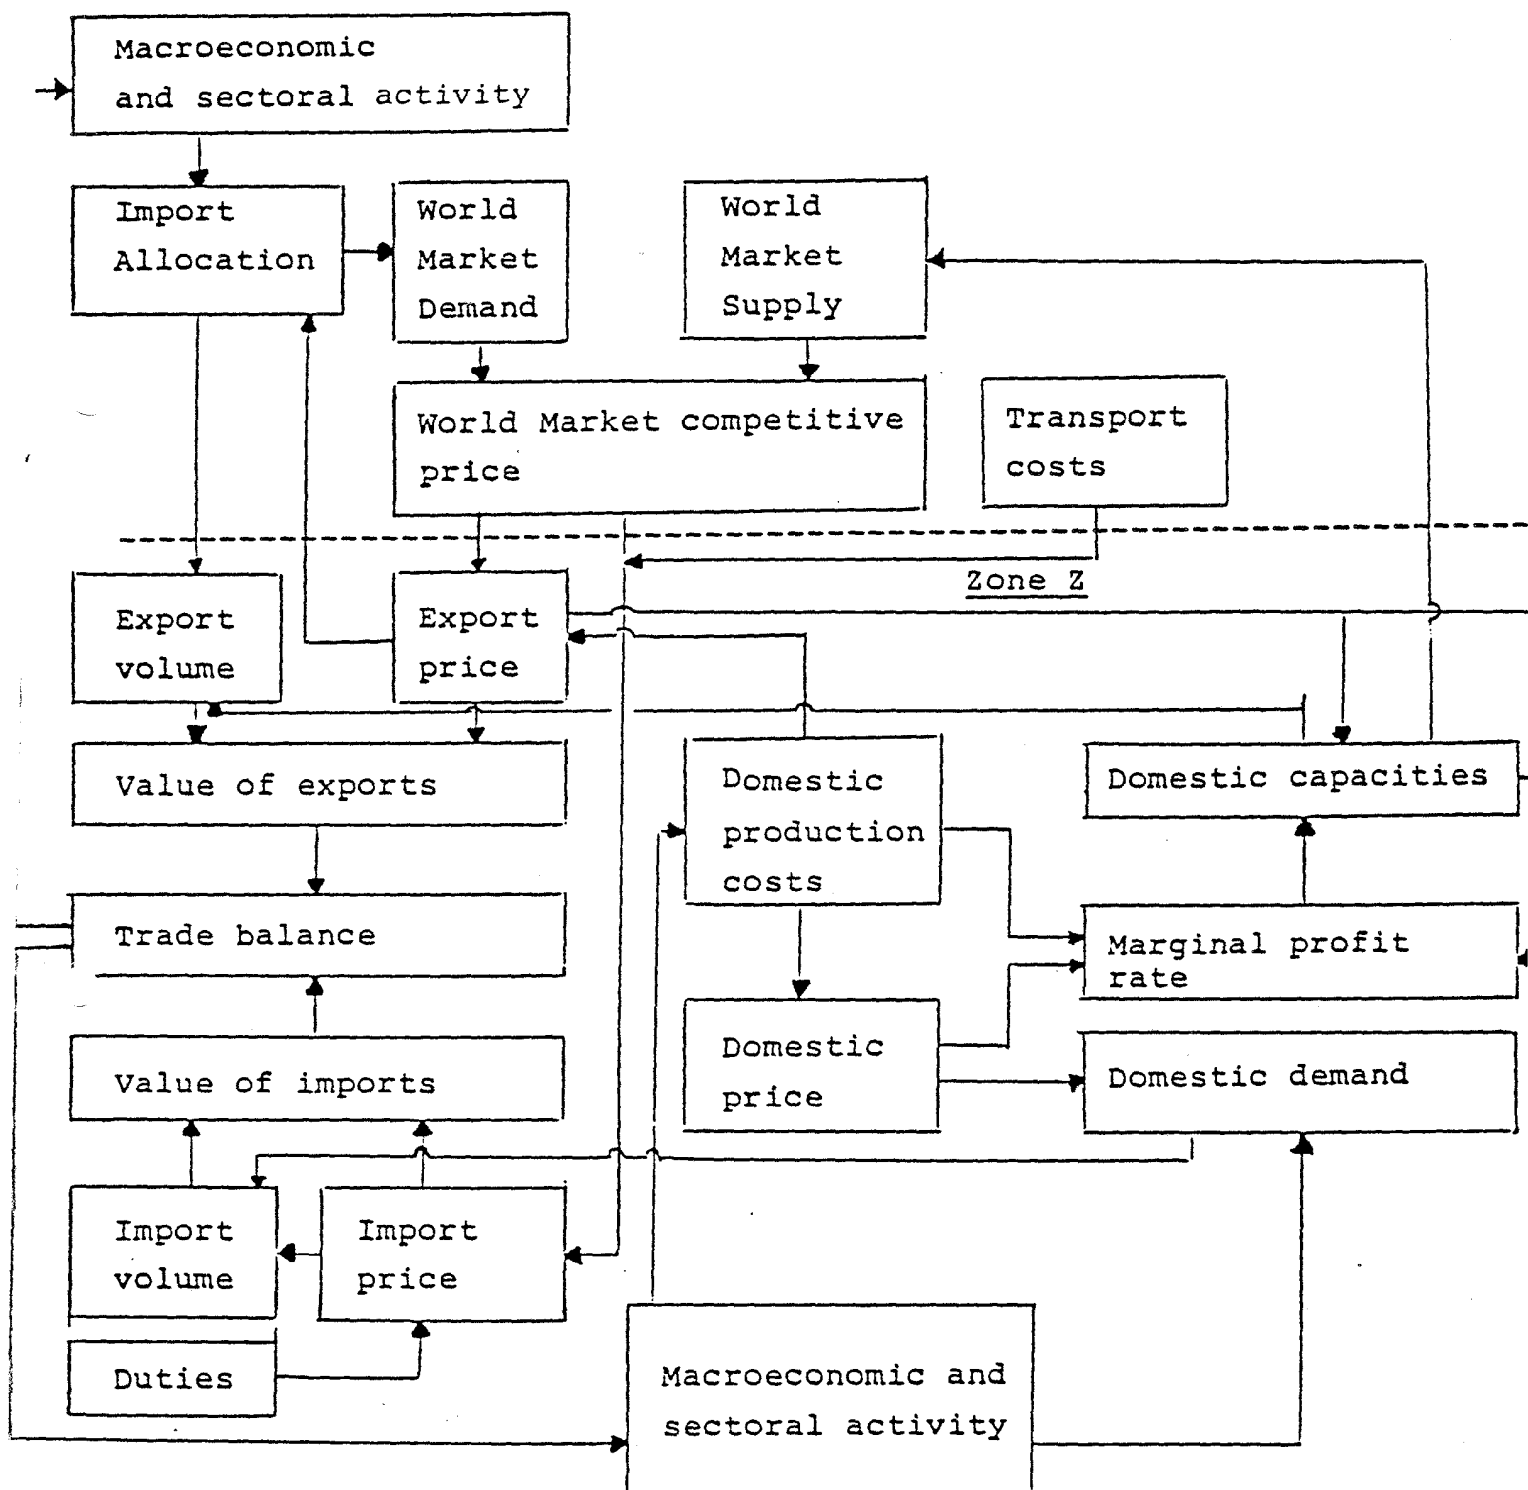 Macroeconomic
and sectoral activity
Import
Allocation
World
Market
Demand
World
Market
Supply
World Market competitive
price
Transport
costs
Zone Z
Export
volume
Export
price
Value of exports
Domestic
production
costs
Domestic capacities
Trade balance
Marginal profit
rate
Value of imports
Domestic
price
Domestic demand
Import
volume
Import
price
Duties
Macroeconomic and
sectoral activity